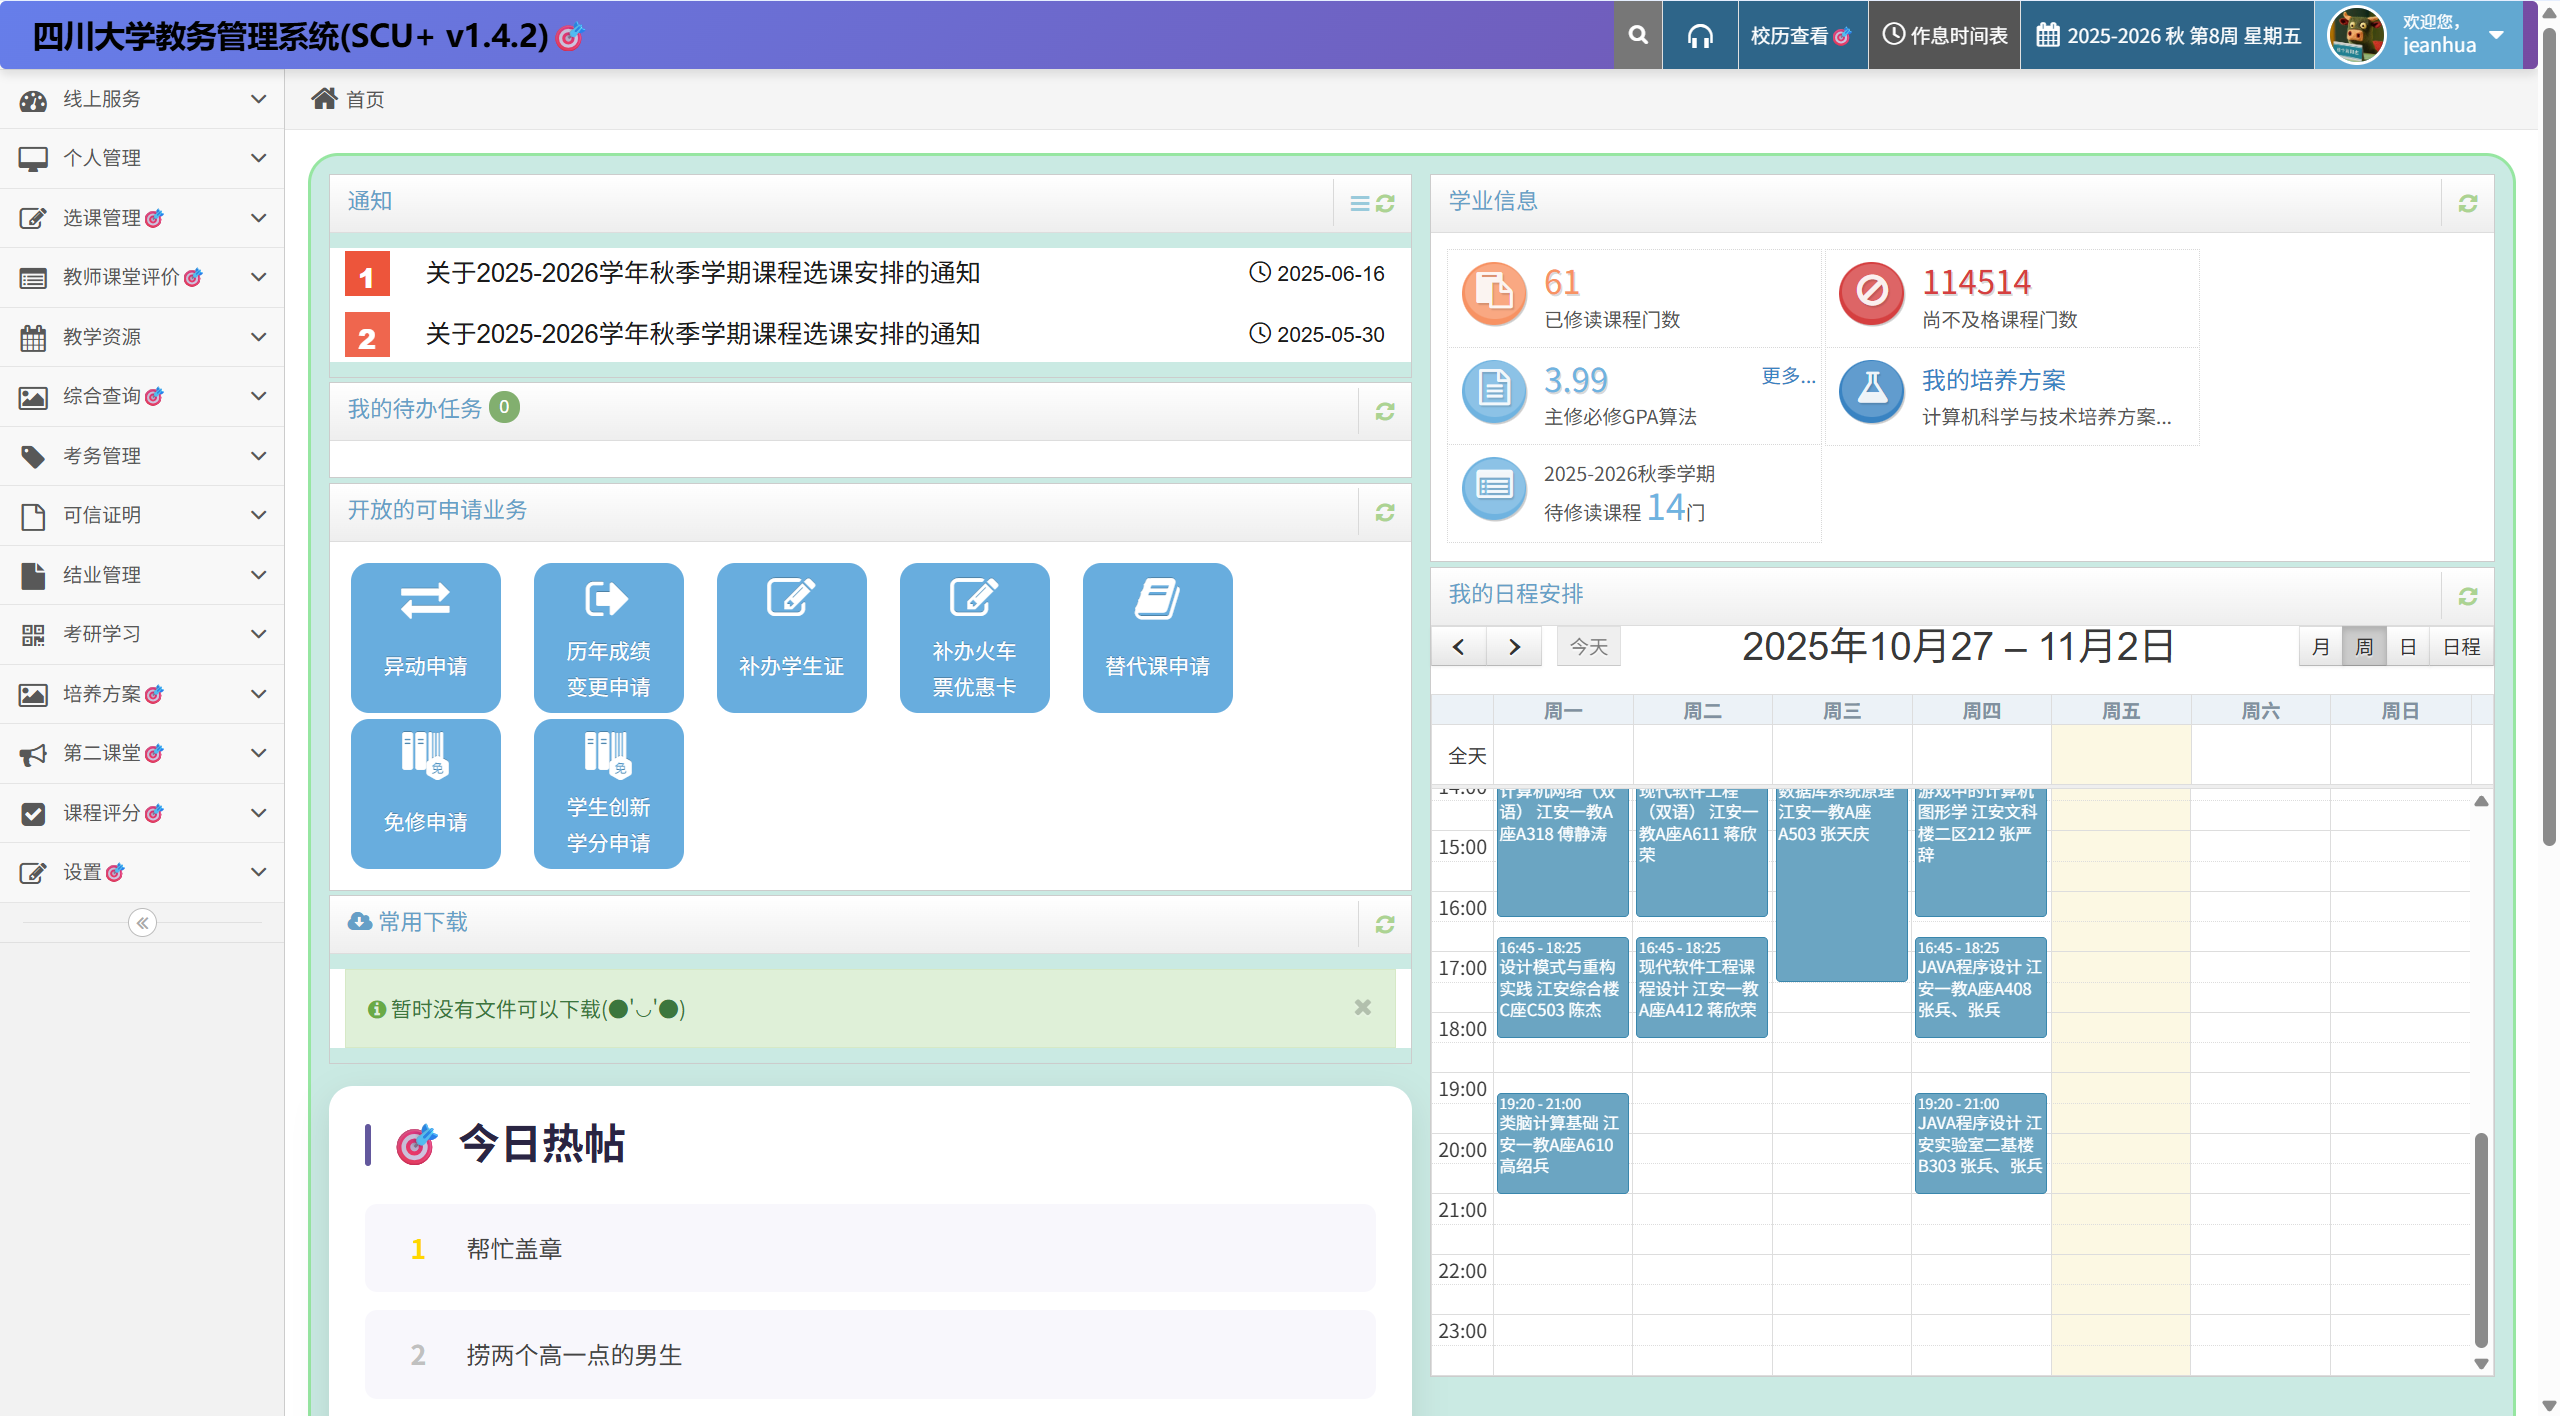 四川大学教务管理系统(SCU+ v1.4.2)🎯
校历查看🎯
作息时间表
2025-2026 秋 第8周 星期五
欢迎您，
jeanhua
线上服务
个人管理
选课管理🎯
教师课堂评价🎯
教学资源
综合查询🎯
考务管理
可信证明
结业管理
考研学习
培养方案🎯
第二课堂🎯
课程评分🎯
设置🎯
首页
通知
1 关于2025-2026学年秋季学期课程选课安排的通知 2025-06-16
2 关于2025-2026学年秋季学期课程选课安排的通知 2025-05-30
我的待办任务 0
开放的可申请业务
异动申请
历年成绩
变更申请
补办学生证
补办火车
票优惠卡
替代课申请
免
免修申请
免
学生创新
学分申请
常用下载
暂时没有文件可以下载(●'◡'●)
🎯 今日热帖
1 帮忙盖章
2 捞两个高一点的男生
学业信息
61
已修读课程门数
114514
尚不及格课程门数
3.99
更多...
主修必修GPA算法
我的培养方案
计算机科学与技术培养方案...
2025-2026秋季学期
待修读课程 14门
我的日程安排
今天
2025年10月27 – 11月2日
月 周 日 日程
周一 周二 周三 周四 周五 周六 周日
全天
14:00
15:00
16:00
17:00
18:00
19:00
20:00
21:00
22:00
23:00
计算机网络（双
语） 江安一教A
座A318 傅静涛
16:45 - 18:25
设计模式与重构
实践 江安综合楼
C座C503 陈杰
19:20 - 21:00
类脑计算基础 江
安一教A座A610
高绍兵
现代软件工程
（双语） 江安一
教A座A611 蒋欣
荣
16:45 - 18:25
现代软件工程课
程设计 江安一教
A座A412 蒋欣荣
数据库系统原理
江安一教A座
A503 张天庆
游戏中的计算机
图形学 江安文科
楼二区212 张严
辞
16:45 - 18:25
JAVA程序设计 江
安一教A座A408
张兵、张兵
19:20 - 21:00
JAVA程序设计 江
安实验室二基楼
B303 张兵、张兵